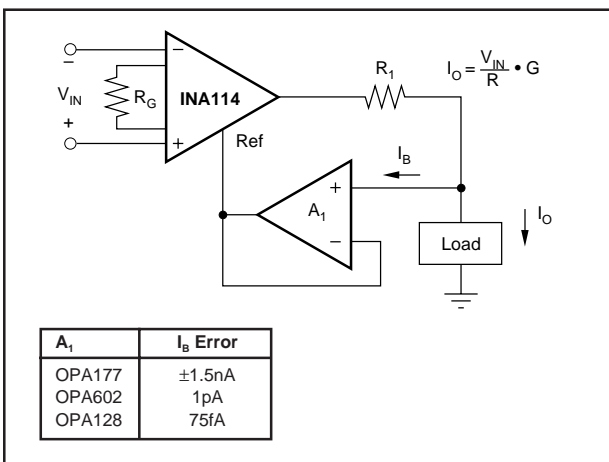 −
V_IN
+
R_G
−
INA114
+
Ref
R_1
I_O = V_IN/R • G
I_B
+
A_1
−
Load
I_O
A_1 I_B Error
OPA177 ±1.5nA
OPA602 1pA
OPA128 75fA